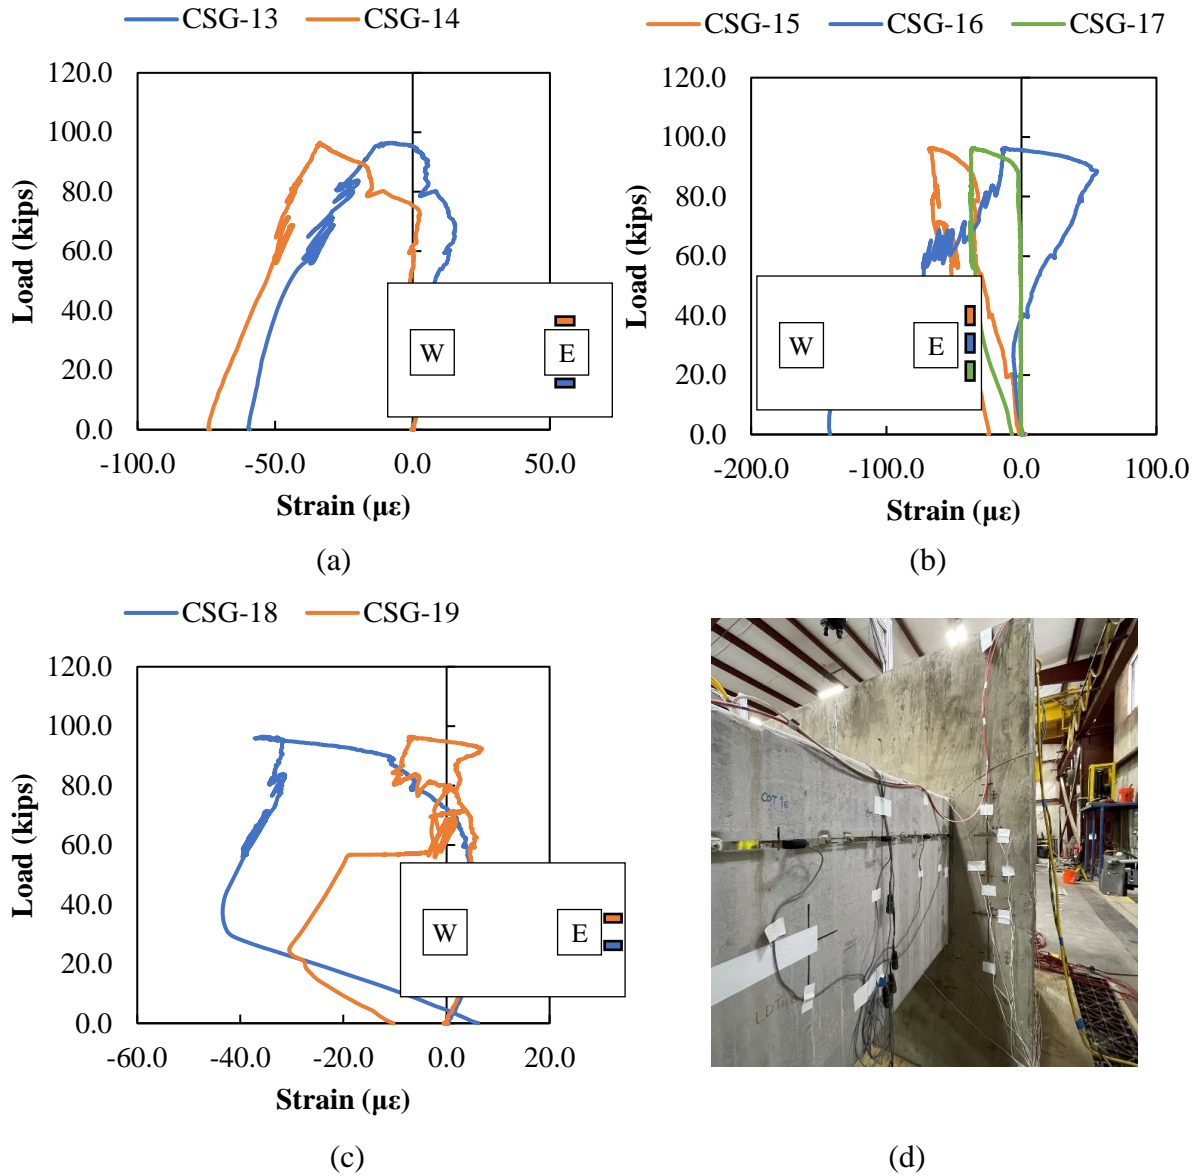 CSG-13 CSG-14
120.0
100.0
80.0
60.0
40.0
20.0
0.0
Load (kips)
W E
-100.0 -50.0 0.0 50.0
Strain (με)
(a)
CSG-15 CSG-16 CSG-17
120.0
100.0
80.0
60.0
40.0
20.0
0.0
Load (kips)
W E
-200.0 -100.0 0.0 100.0
Strain (με)
(b)
CSG-18 CSG-19
120.0
100.0
80.0
60.0
40.0
20.0
0.0
Load (kips)
W E
-60.0 -40.0 -20.0 0.0 20.0
Strain (με)
(c)
(d)